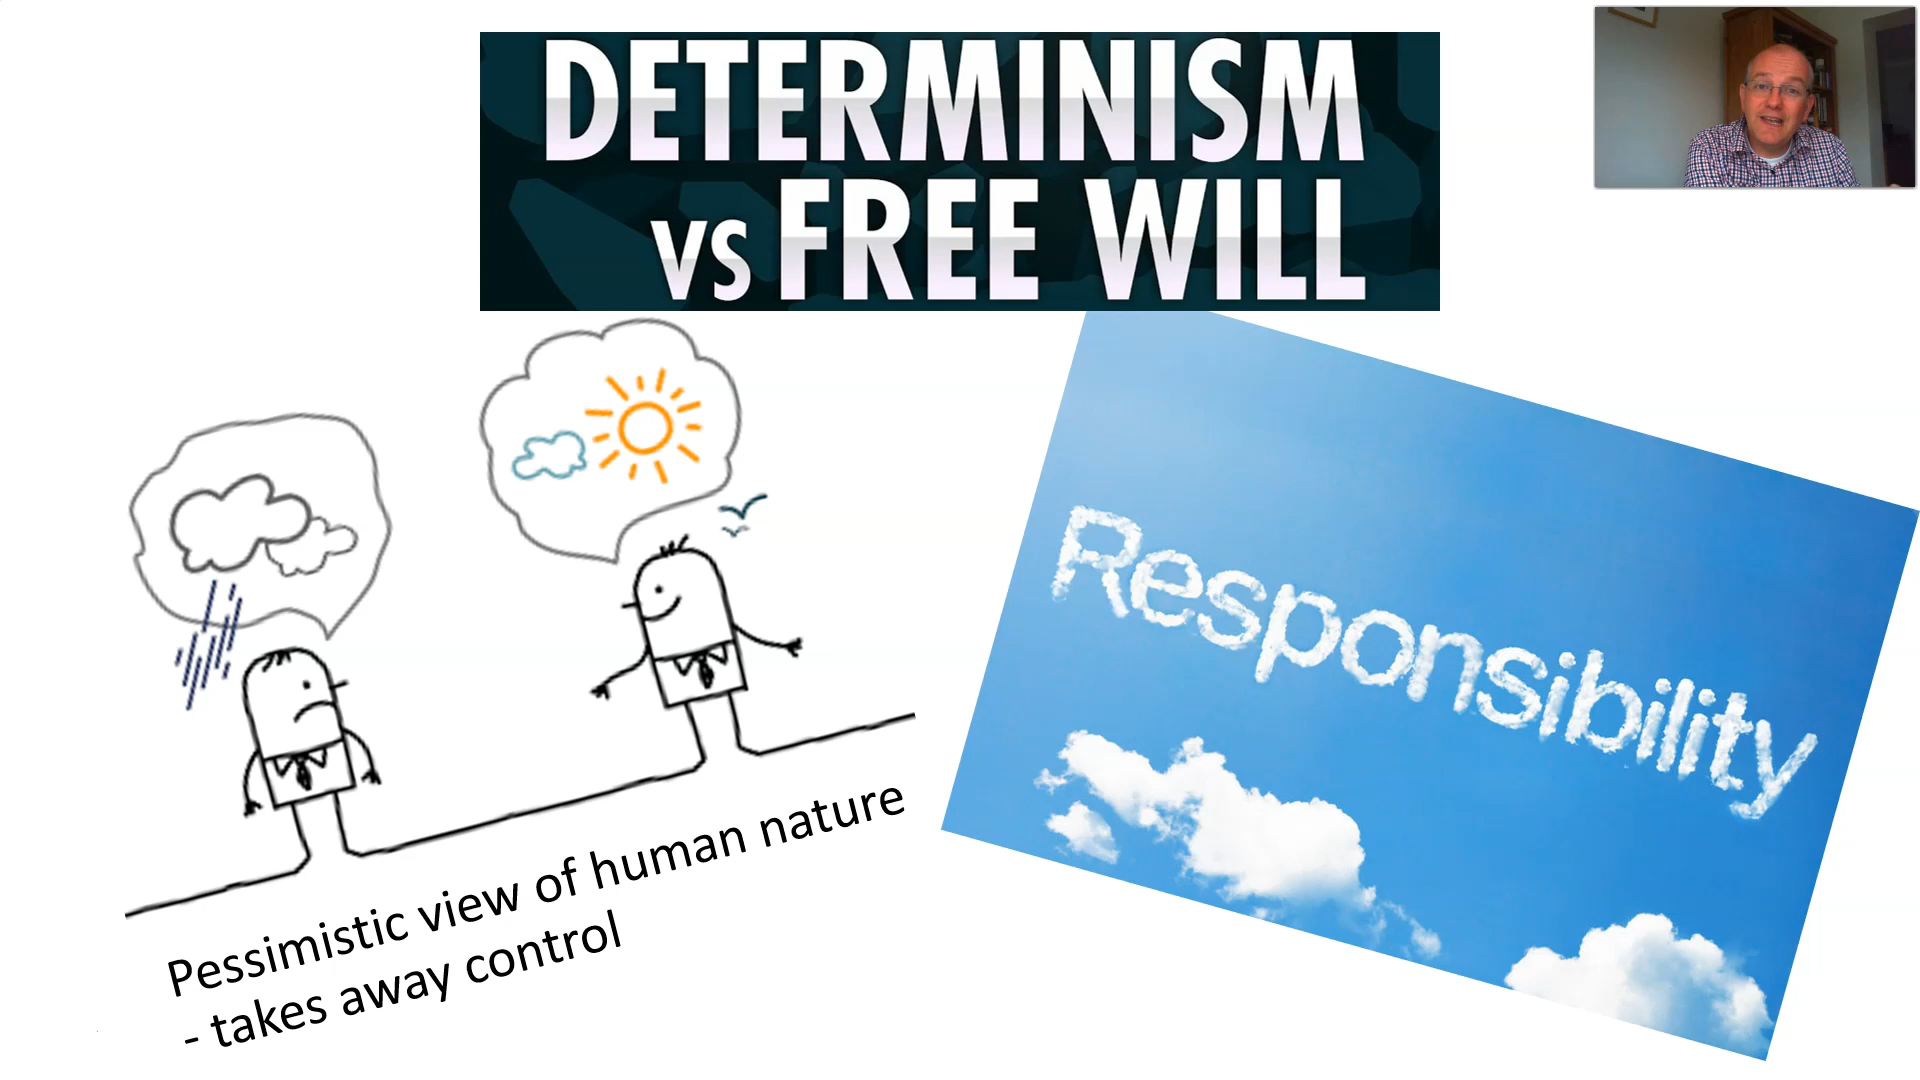 DETERMINISM
VS FREE WILL
Responsibility
Pessimistic view of human nature
- takes away control